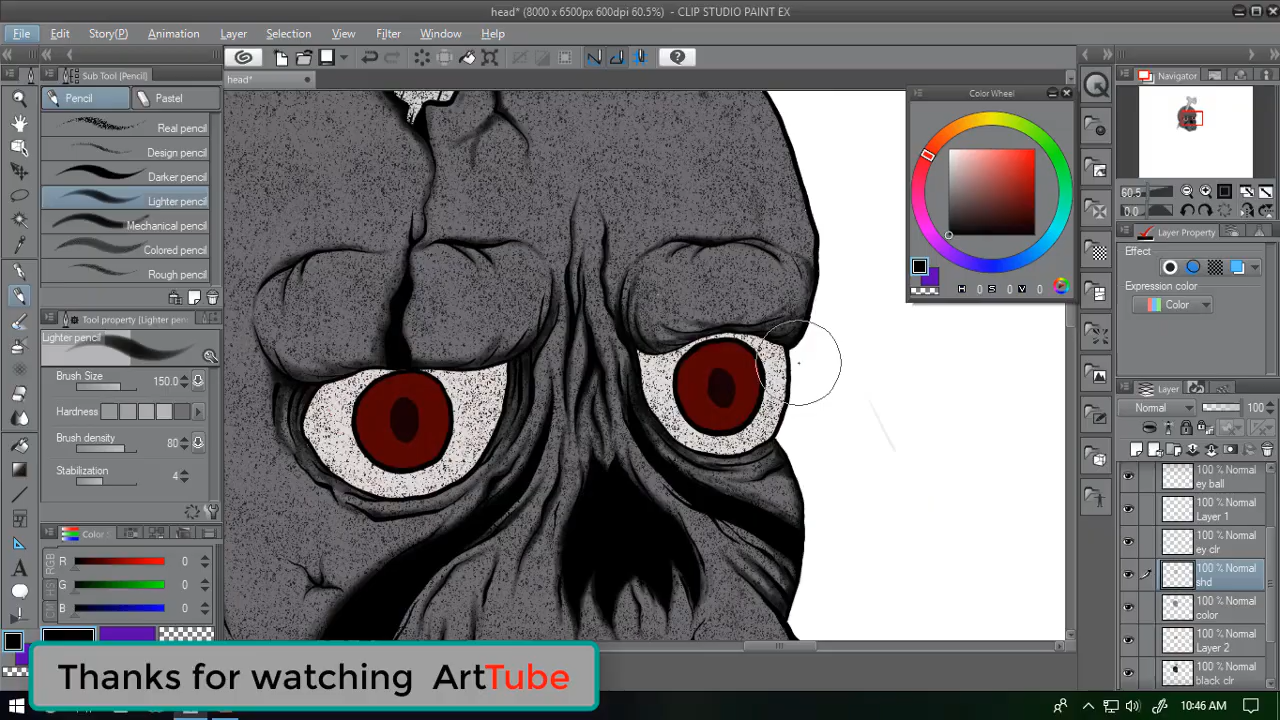 head* (8000 x 6500px 600dpi 60.5%) - CLIP STUDIO PAINT EX
File Edit Story(P) Animation Layer Selection View Filter Window Help
Sub Tool [Pencil]
head*
Pencil Pastel
Real pencil
Design pencil
Darker pencil
Lighter pencil
Mechanical pencil
Colored pencil
Rough pencil
Tool property [Lighter pencil]
Lighter pencil
Brush Size 150.0
Hardness
Brush density 80
Stabilization 4
Color
RGB
R 0
G 0
B 0
Color Wheel
H 0 S 0 V 0
Navigator
60.5
0.0
Layer Property
Effect
Expression color
Color
Layer
Normal 100
100 % Normal
ey ball
100 % Normal
Layer 1
100 % Normal
ey clr
100 % Normal
shd
100 % Normal
color
100 % Normal
Layer 2
100 % Normal
black clr
Thanks for watching ArtTube
10:46 AM